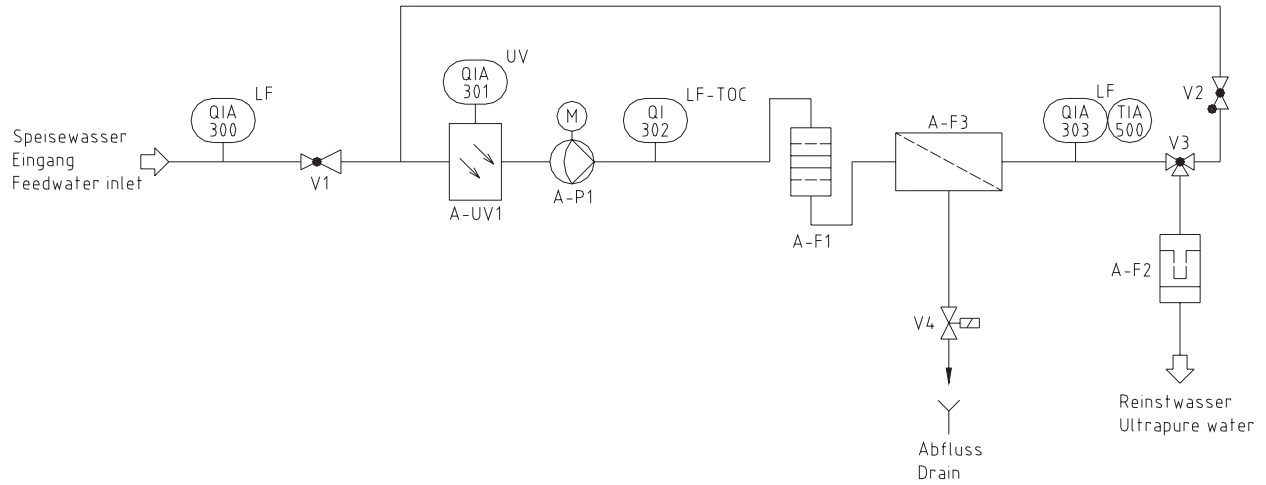 Speisewasser
Eingang
Feedwater inlet
QIA
300
LF
V1
QIA
301
UV
A-UV1
M
A-P1
QI
302
LF-TOC
A-F1
A-F3
V4
Abfluss
Drain
QIA
303
LF
TIA
500
V2
V3
A-F2
Reinstwasser
Ultrapure water